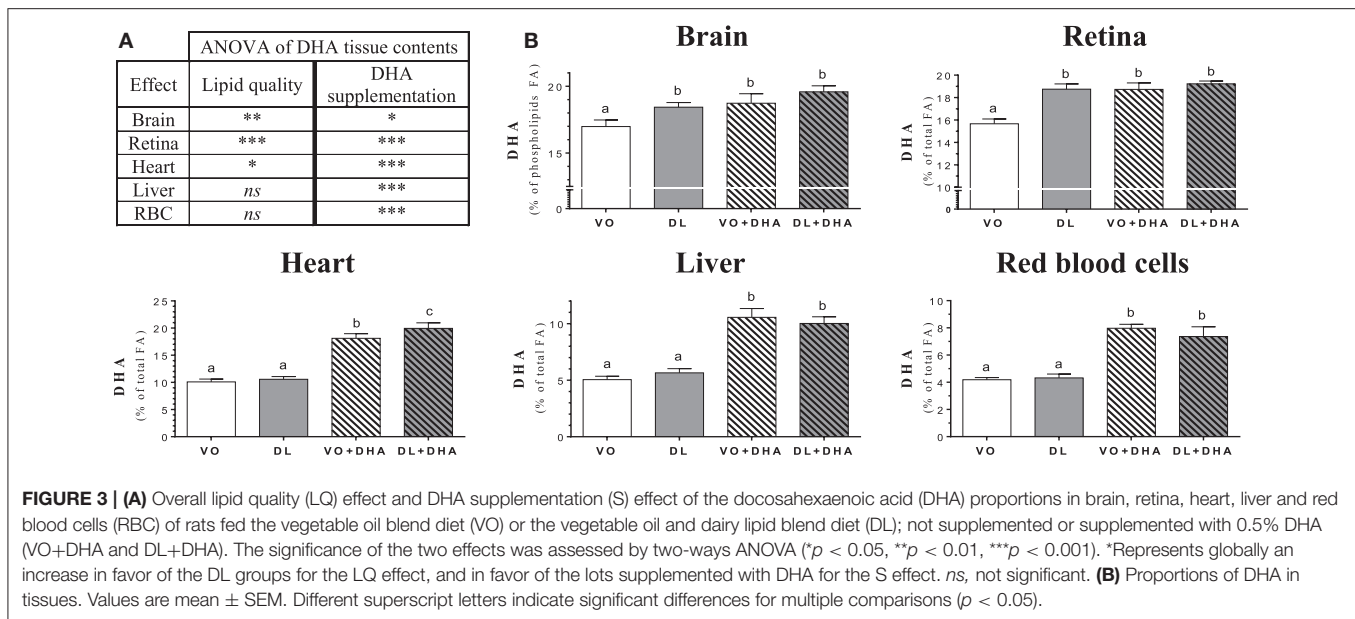 A
ANOVA of DHA tissue contents
Effect Lipid quality DHA supplementation
Brain ** *
Retina *** ***
Heart * ***
Liver ns ***
RBC ns ***
B
Brain
DHA
(% of phospholipids FA)
20
15
0
a b b b
VO DL VO+DHA DL+DHA
Retina
DHA
(% of total FA)
20
18
16
14
12
10
0
a b b b
VO DL VO+DHA DL+DHA
Heart
DHA
(% of total FA)
25
20
15
10
5
0
a a b c
VO DL VO+DHA DL+DHA
Liver
DHA
(% of total FA)
10
5
0
a a b b
VO DL VO+DHA DL+DHA
Red blood cells
DHA
(% of total FA)
8
6
4
2
0
a a b b
VO DL VO+DHA DL+DHA
FIGURE 3 | (A) Overall lipid quality (LQ) effect and DHA supplementation (S) effect of the docosahexaenoic acid (DHA) proportions in brain, retina, heart, liver and red
blood cells (RBC) of rats fed the vegetable oil blend diet (VO) or the vegetable oil and dairy lipid blend diet (DL); not supplemented or supplemented with 0.5% DHA
(VO+DHA and DL+DHA). The significance of the two effects was assessed by two-ways ANOVA (*p < 0.05, **p < 0.01, ***p < 0.001). *Represents globally an
increase in favor of the DL groups for the LQ effect, and in favor of the lots supplemented with DHA for the S effect. ns, not significant. (B) Proportions of DHA in
tissues. Values are mean ± SEM. Different superscript letters indicate significant differences for multiple comparisons (p < 0.05).